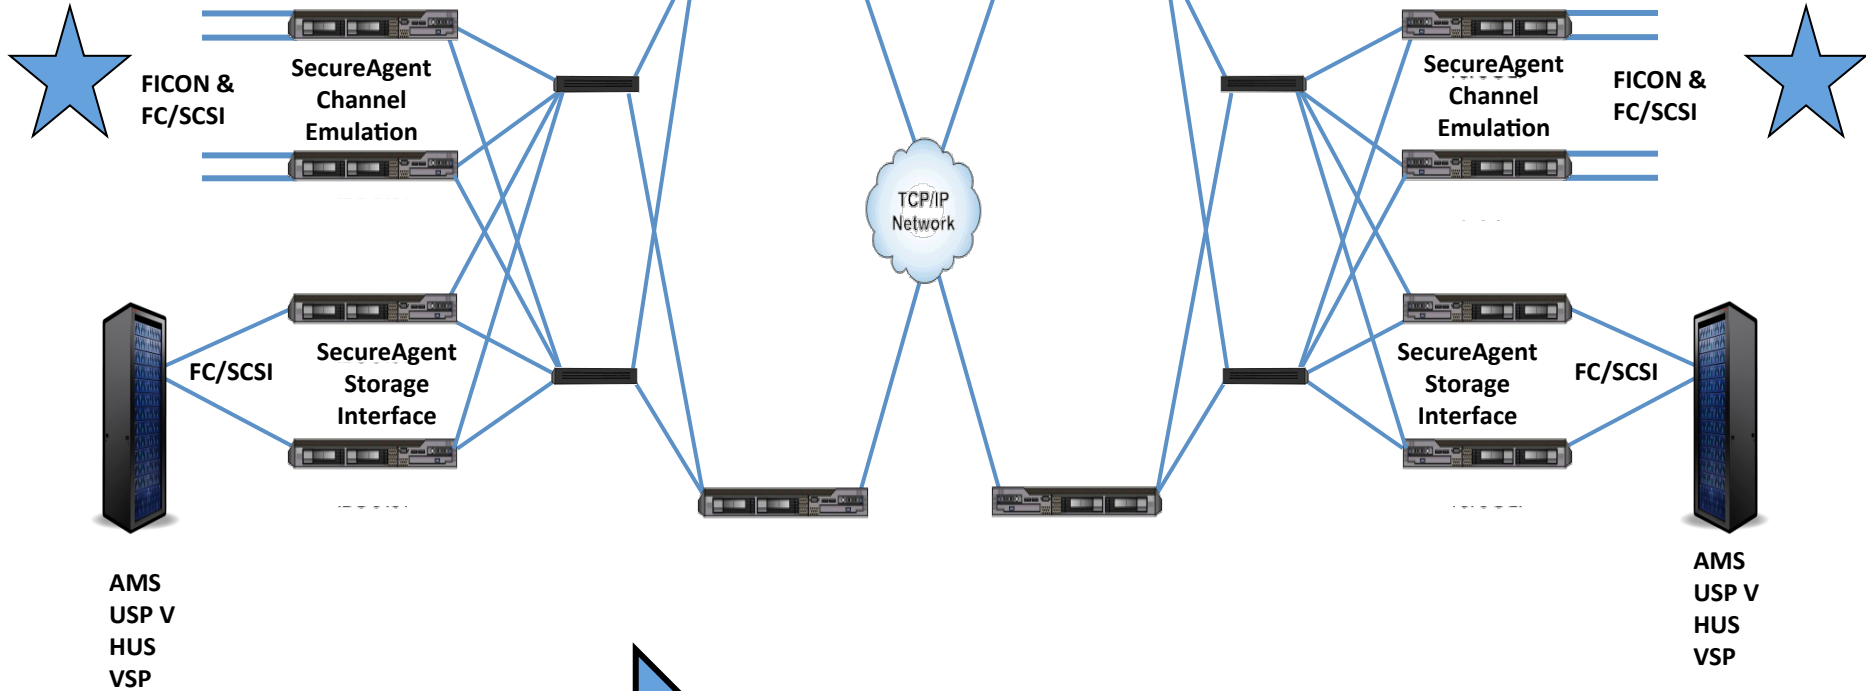 FICON &
FC/SCSI
SecureAgent
Channel
Emulation
SecureAgent
Channel
Emulation
FICON &
FC/SCSI
TCP/IP
Network
FC/SCSI
SecureAgent
Storage
Interface
SecureAgent
Storage
Interface
FC/SCSI
AMS
USP V
HUS
VSP
AMS
USP V
HUS
VSP